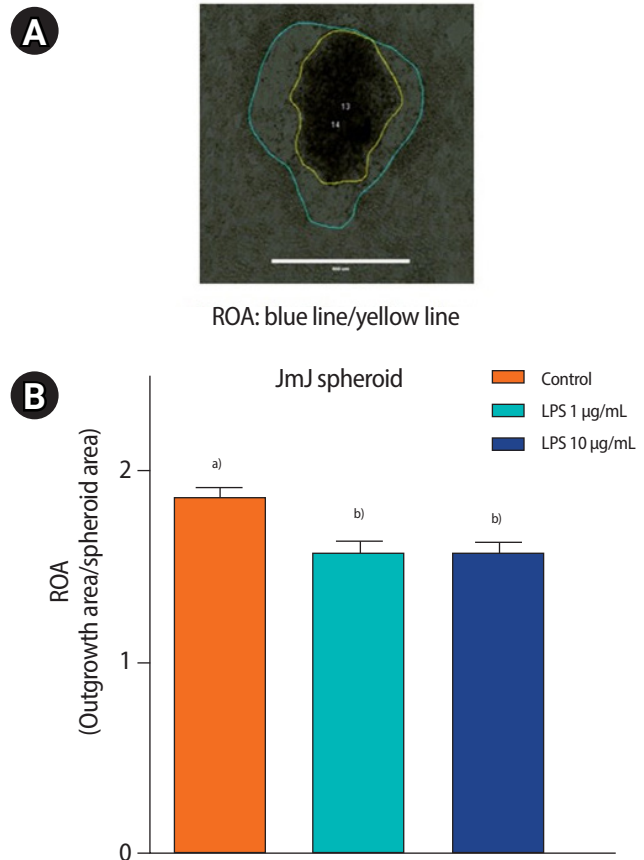 A
13
14
ROA: blue line/yellow line
B
JmJ spheroid
Control
LPS 1 μg/mL
LPS 10 μg/mL
ROA
(Outgrowth area/spheroid area)
2
1
0
a)
b)
b)